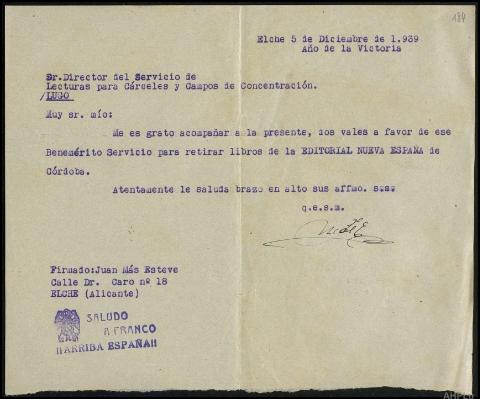 184
Elche 5 de Diciembre de 1.939
Año de la Victoria
Sr.Director del Servicio de
Lecturas para Cárceles y Campos de Concentración.
/LUGO
Muy sr. mío:
Me es grato acompañar a la presente, dos vales a favor de ese
Benemérito Servicio para retirar libros de la EDITORIAL NUEVA ESPAÑA de
Córdoba.
Atentamente le saluda brazo en alto sus affmo. s.s.
q.e.s.m.
Firmado:Juan Más Esteve
Calle Dr. Caro nº 18
ELCHE (Alicante)
SALUDO
A FRANCO
¡¡ARRIBA ESPAÑA!!